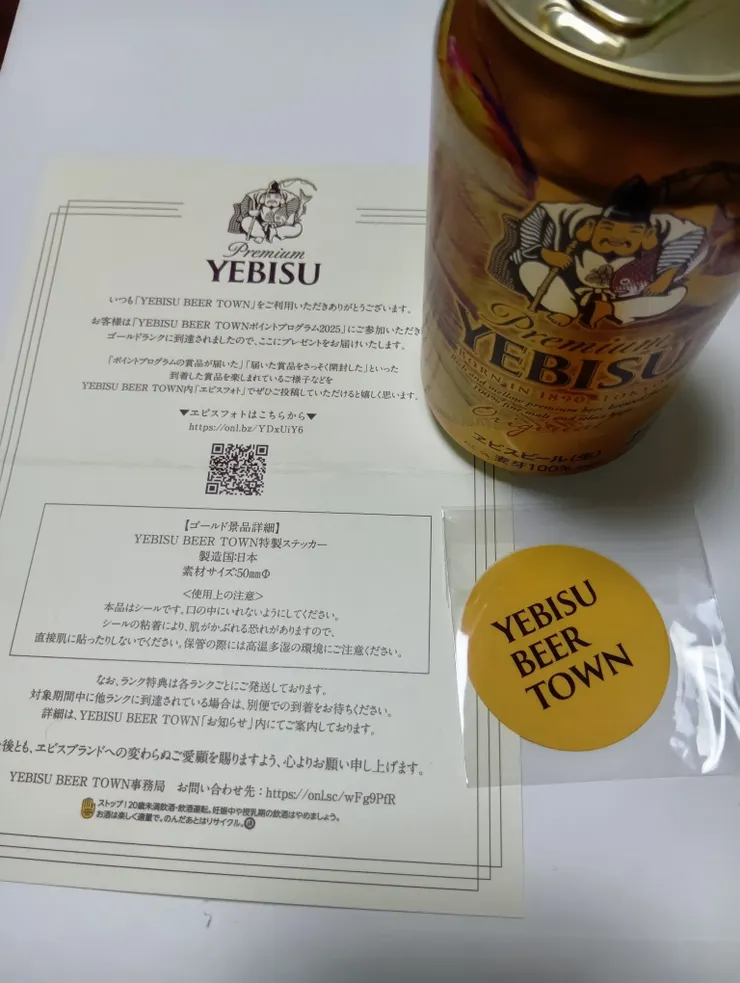 Premium
YEBISU
いつも「YEBISU BEER TOWN」をご利用いただきありがとうございます。
お客様は「YEBISU BEER TOWNポイントプログラム2025」にご参加いただき
ゴールドランクに到達されましたので、ここにプレゼントをお届けいたします。
「ポイントプログラムの賞品が届いた」「届いた賞品をさっそく開封した」といった
到着した賞品を楽しまれているご様子などを
YEBISU BEER TOWN内「ヱビスフォト」でぜひご投稿していただけると嬉しく思います。
▼ヱビスフォトはこちらから▼
https://onl.bz/YDxUiY6
【ゴールド景品詳細】
YEBISU BEER TOWN特製ステッカー
製造国:日本
素材サイズ:50mmΦ
<使用上の注意>
本品はシールです。口の中にいれないようにしてください。
シールの粘着により、肌がかぶれる恐れがありますので、
直接肌に貼ったりしないでください。保管の際には高温多湿の環境にご注意ください。
なお、ランク特典は各ランクごとにご発送しております。
対象期間中に他ランクに到達されている場合は、別便での到着をお待ちください。
詳細は、YEBISU BEER TOWN「お知らせ」内にてご案内しております。
後とも、ヱビスブランドへの変わらぬご愛顧を賜りますよう、心よりお願い申し上げます。
YEBISU BEER TOWN事務局 お問い合わせ先：https://onl.sc/wFg9PfR
ストップ!20歳未満飲酒・飲酒運転。妊娠中や授乳期の飲酒はやめましょう。
お酒は楽しく適量で。のんだあとはリサイクル。
Premium
YEBISU
BORN IN 1890 TOKYO
Original
ヱビスビール〈生〉
麦芽100%
YEBISU
BEER
TOWN